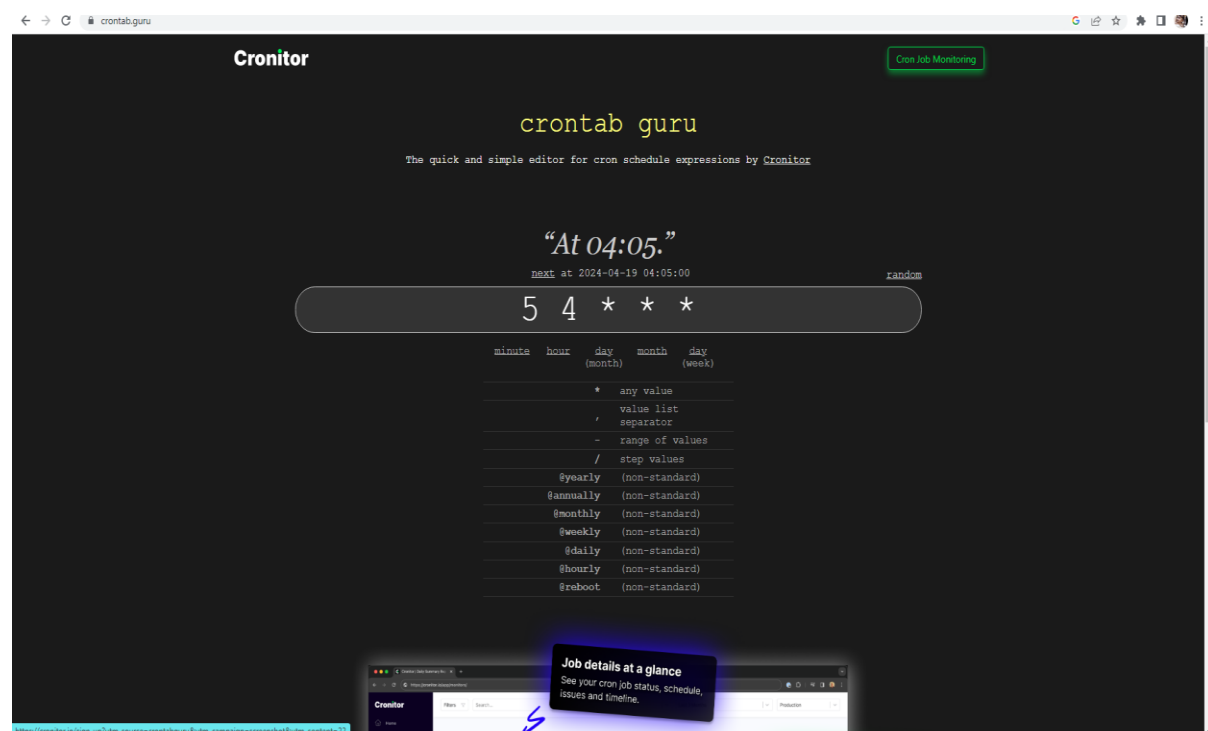 crontab.guru
Cronitor
Cron Job Monitoring
crontab guru
The quick and simple editor for cron schedule expressions by Cronitor
“At 04:05.”
next at 2024-04-19 04:05:00
random
5 4 * * *
minute hour day month day
(month) (week)
* any value
, value list
separator
- range of values
/ step values
@yearly (non-standard)
@annually (non-standard)
@monthly (non-standard)
@weekly (non-standard)
@daily (non-standard)
@hourly (non-standard)
@reboot (non-standard)
Job details at a glance
See your cron job status, schedule,
issues and timeline.
Cronitor
Filters
Search...
Production
Home